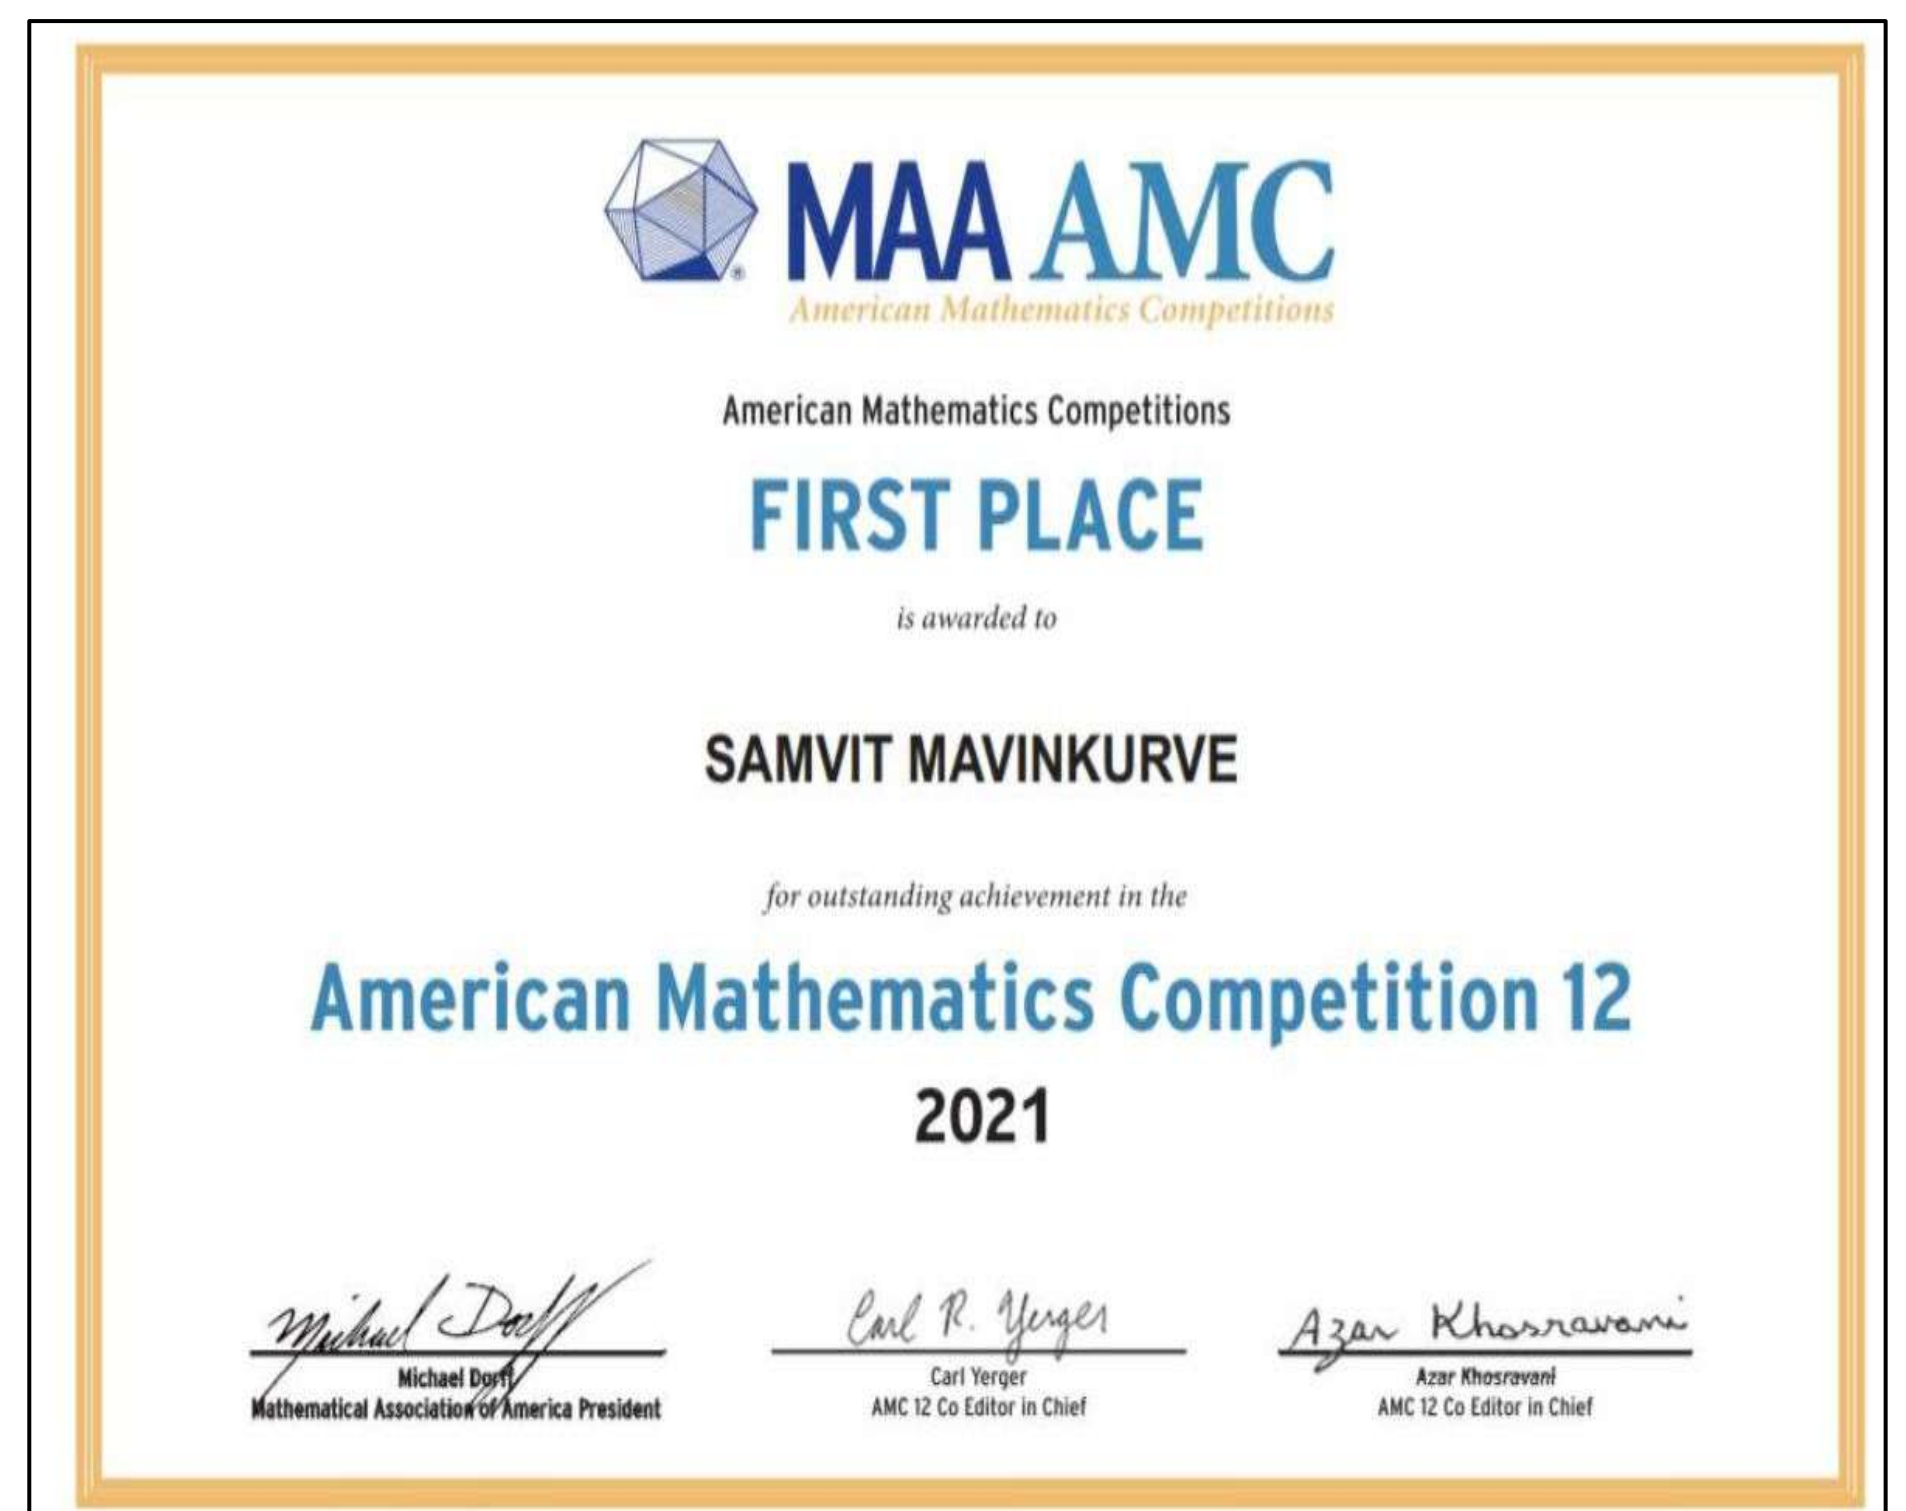 MAA AMC
American Mathematics Competitions
American Mathematics Competitions
FIRST PLACE
is awarded to
SAMVIT MAVINKURVE
for outstanding achievement in the
American Mathematics Competition 12
2021
Michael Dorff
Carl R. Yerger
Azar Khosravani
Michael Dorff
Mathematical Association of America President
Carl Yerger
AMC 12 Co Editor in Chief
Azar Khosravani
AMC 12 Co Editor in Chief